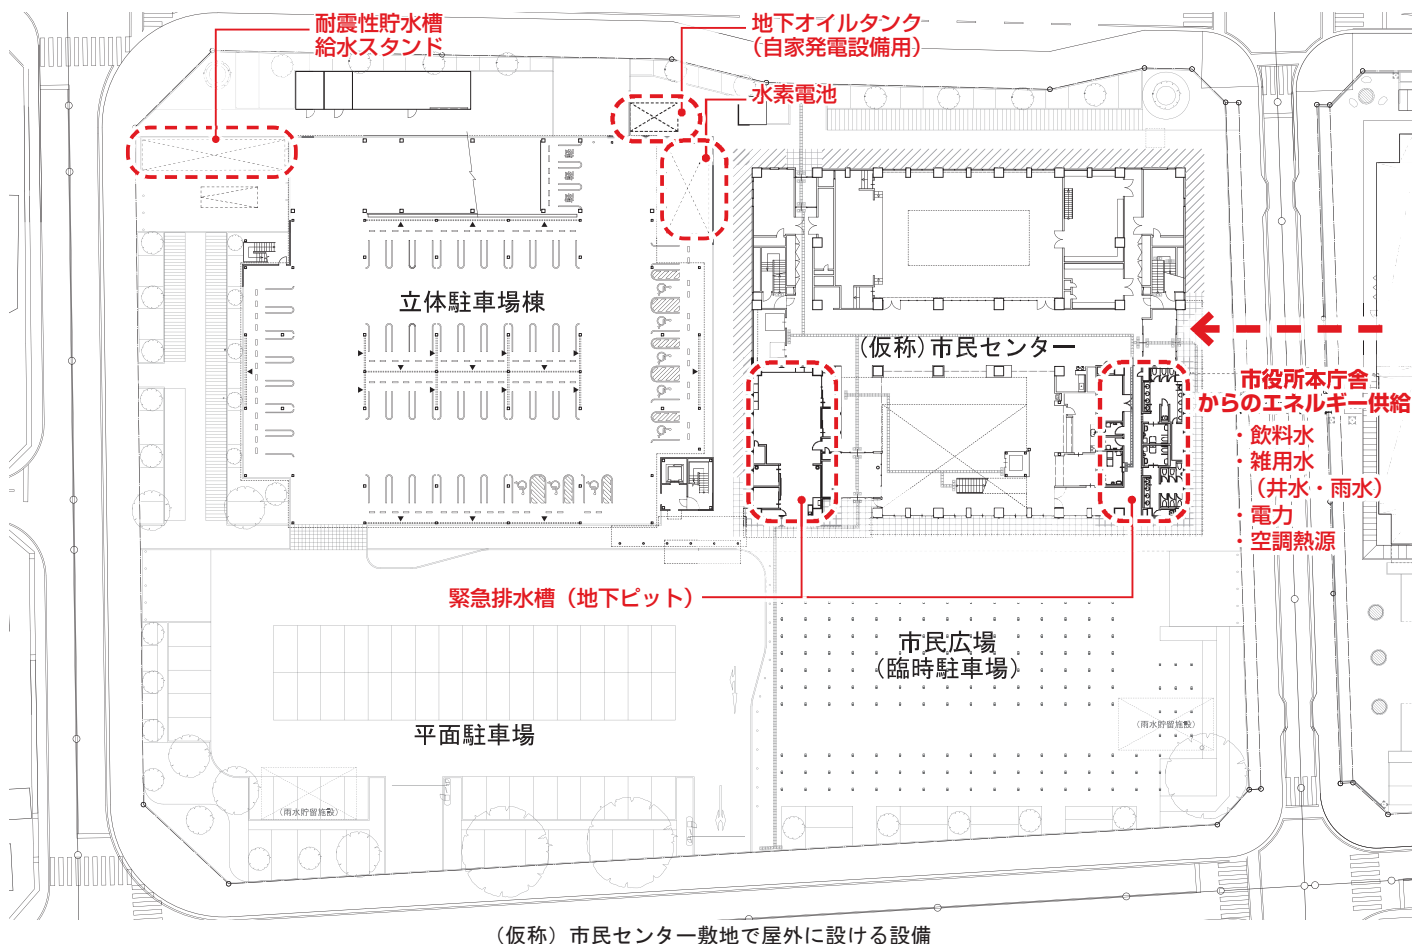 耐震性貯水槽
給水スタンド
地下オイルタンク
（自家発電設備用）
水素電池
軽
軽
軽
立体駐車場棟
（仮称）市民センター
市役所本庁舎
からのエネルギー供給
・飲料水
・雑用水
（井水・雨水）
・電力
・空調熱源
緊急排水槽（地下ピット）
市民広場
（臨時駐車場）
（雨水貯留施設）
平面駐車場
（雨水貯留施設）
（仮称）市民センター敷地で屋外に設ける設備